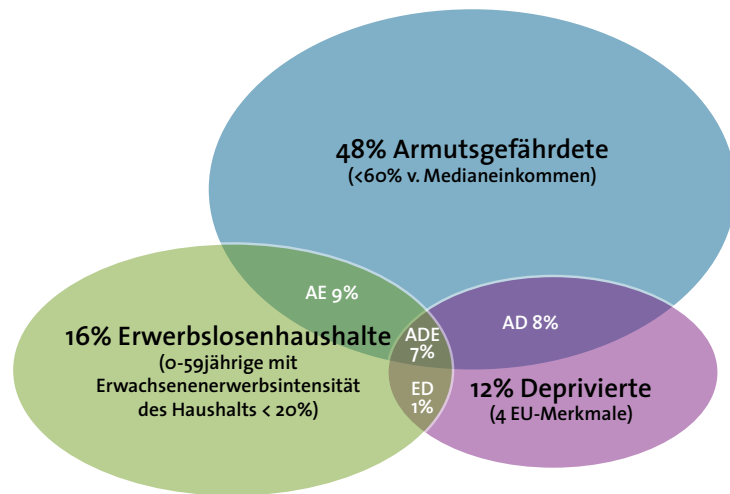 48% Armutsgefährdete
(<60% v. Medianeinkommen)
AE 9%
AD 8%
16% Erwerbslosenhaushalte
(0-59jährige mit
Erwachsenenerwerbsintensität
des Haushalts < 20%)
ADE
7%
ED
1%
12% Deprivierte
(4 EU-Merkmale)